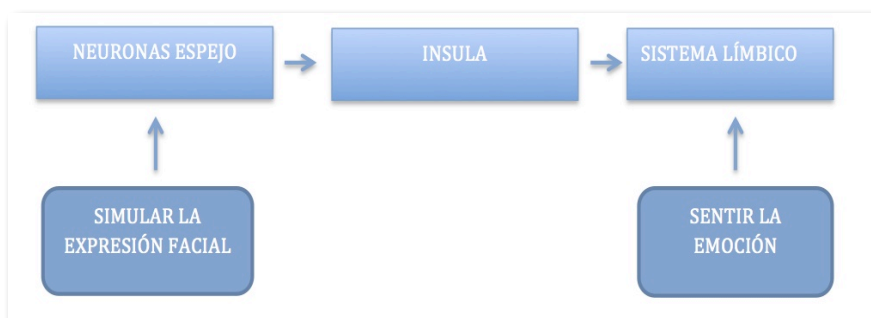 NEURONAS ESPEJO
INSULA
SISTEMA LÍMBICO
SIMULAR LA
EXPRESIÓN FACIAL
SENTIR LA
EMOCIÓN